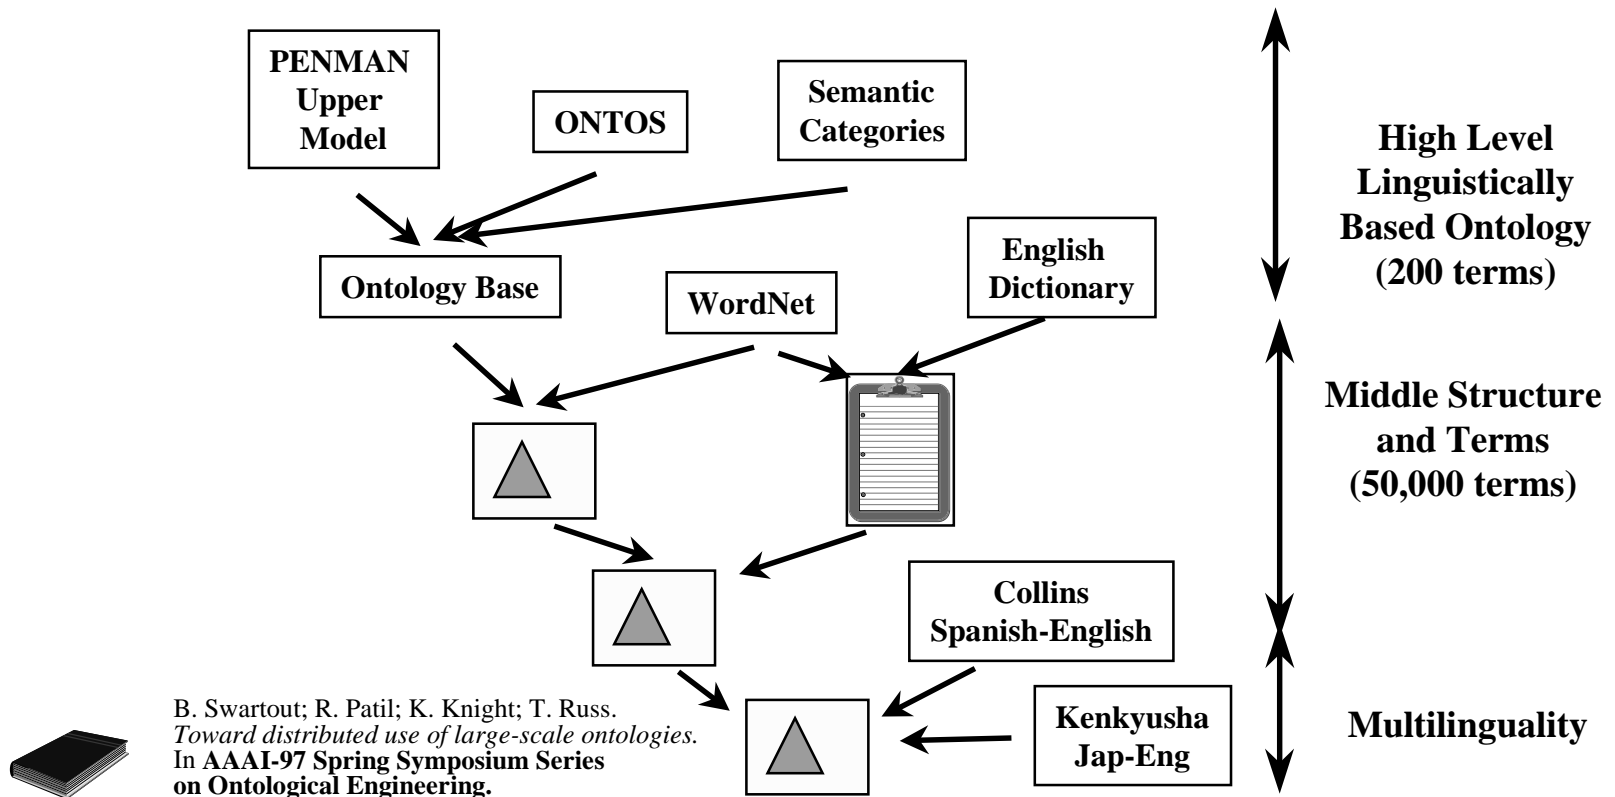 PENMAN
Upper
Model
ONTOS
Semantic
Categories
High Level
Linguistically
Based Ontology
(200 terms)
Ontology Base
WordNet
English
Dictionary
Middle Structure
and Terms
(50,000 terms)
Collins
Spanish-English
Kenkyusha
Jap-Eng
Multilinguality
B. Swartout; R. Patil; K. Knight; T. Russ.
Toward distributed use of large-scale ontologies.
In AAAI-97 Spring Symposium Series
on Ontological Engineering.